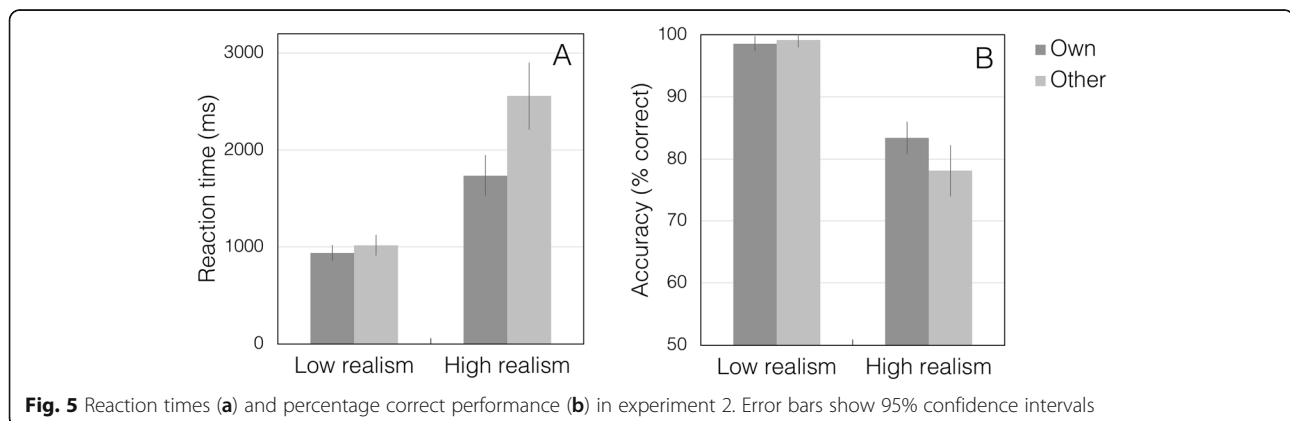 A
Reaction time (ms)
3000
2000
1000
0
Low realism High realism
B
Accuracy (% correct)
100
90
80
70
60
50
Low realism High realism
Own
Other
Fig. 5 Reaction times (a) and percentage correct performance (b) in experiment 2. Error bars show 95% confidence intervals